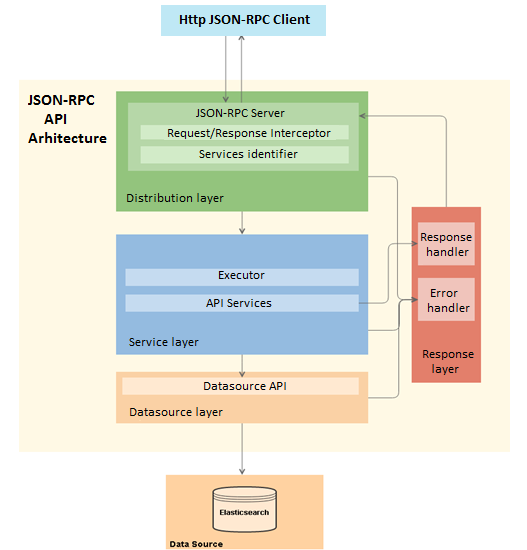 Http JSON-RPC Client
JSON-RPC
API
Arhitecture
JSON-RPC Server
Request/Response Interceptor
Services identifier
Distribution layer
Response
handler
Executor
API Services
Error
handler
Service layer
Response
layer
Datasource API
Datasource layer
Elasticsearch
Data Source